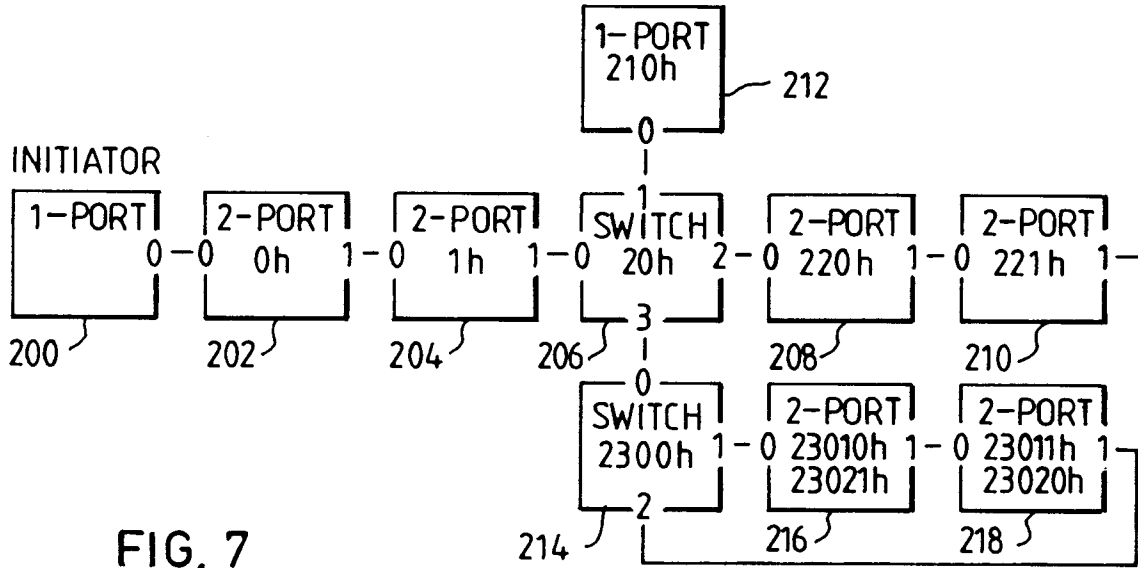 1-PORT
210h
212
0
INITIATOR
1
1-PORT 2-PORT 2-PORT SWITCH 2-PORT 2-PORT
0 0 0h 1 0 1h 1 0 20h 2 0 220h 1 0 221h 1
3
200 202 204 206 208 210
0
SWITCH 2-PORT 2-PORT
2300h 1 0 23010h 1 0 23011h 1
23021h 23020h
2
214 216 218
FIG. 7